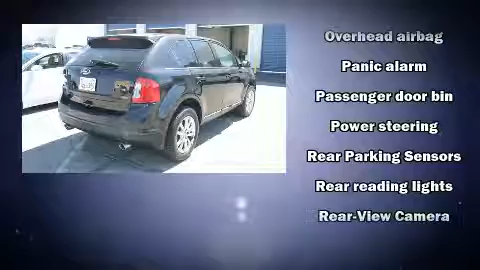 Overhead airbag
Panic alarm
Passenger door bin
Power steering
Rear Parking Sensors
Rear reading lights
Rear-View Camera